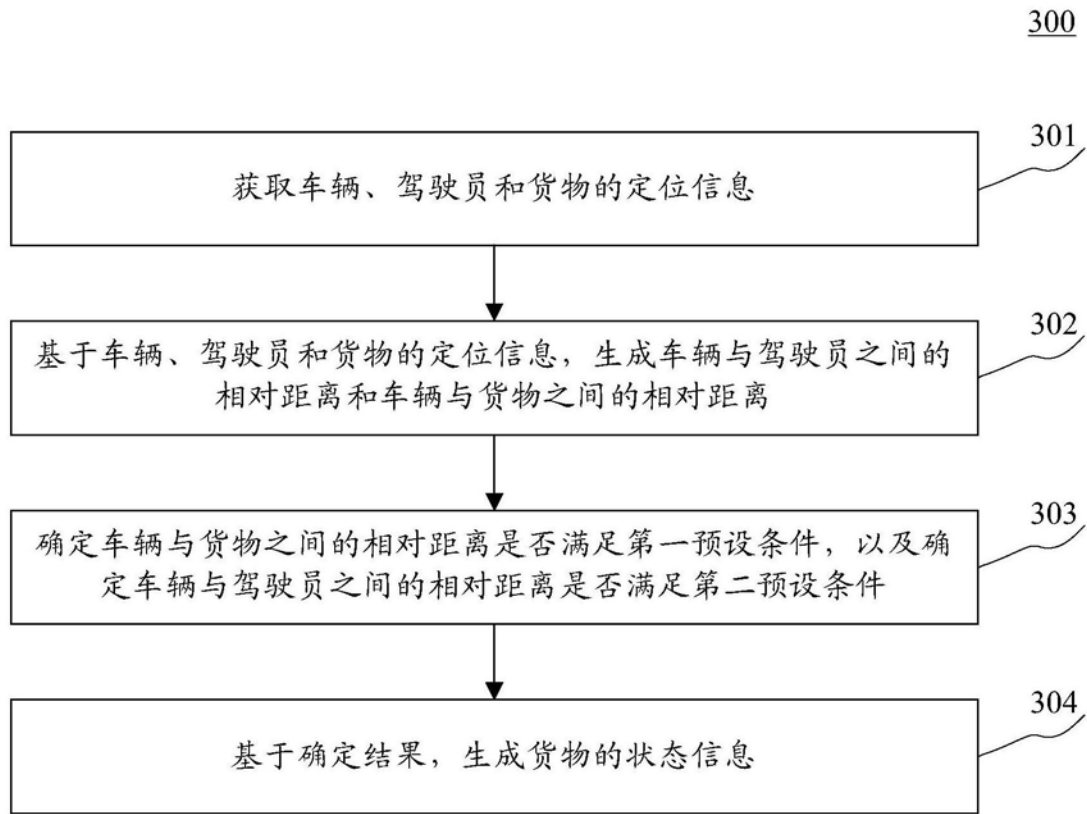 300
301
获取车辆、驾驶员和货物的定位信息
302
基于车辆、驾驶员和货物的定位信息，生成车辆与驾驶员之间的
相对距离和车辆与货物之间的相对距离
303
确定车辆与货物之间的相对距离是否满足第一预设条件，以及确
定车辆与驾驶员之间的相对距离是否满足第二预设条件
304
基于确定结果，生成货物的状态信息